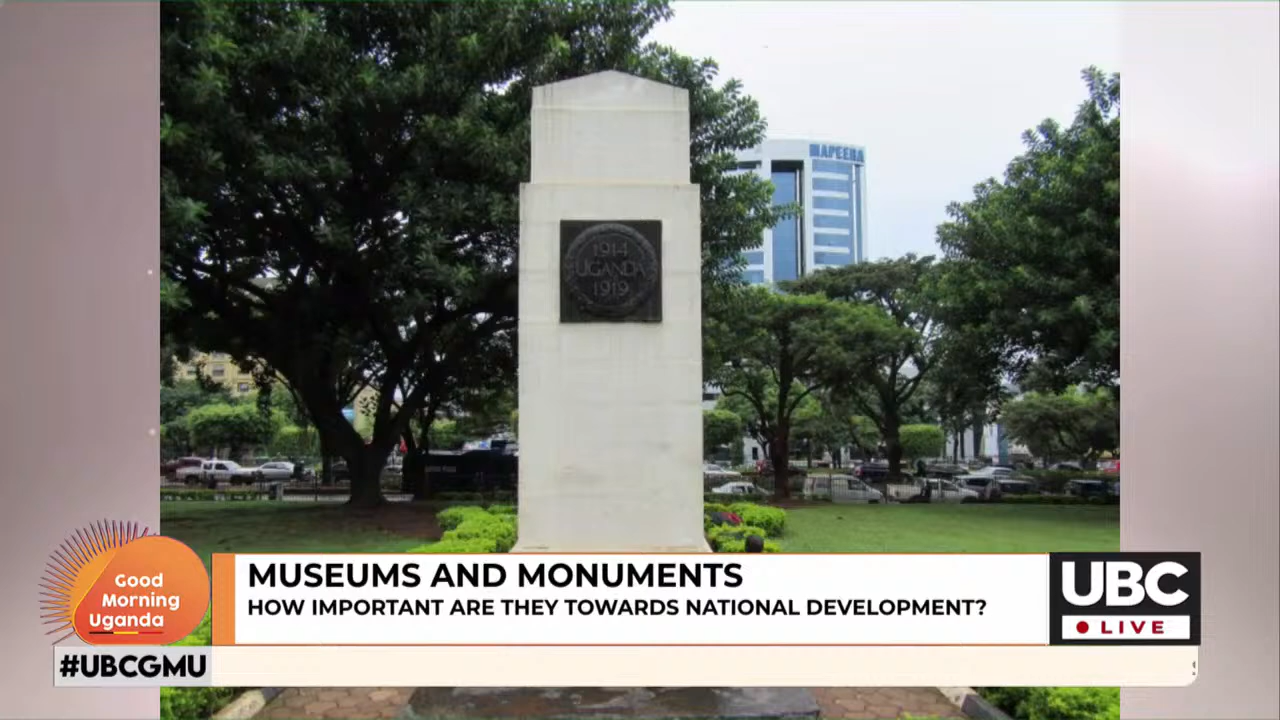 MAPEERA
1914
UGANDA
1919
Good
Morning
Uganda
MUSEUMS AND MONUMENTS
HOW IMPORTANT ARE THEY TOWARDS NATIONAL DEVELOPMENT?
UBC
LIVE
#UBCGMU